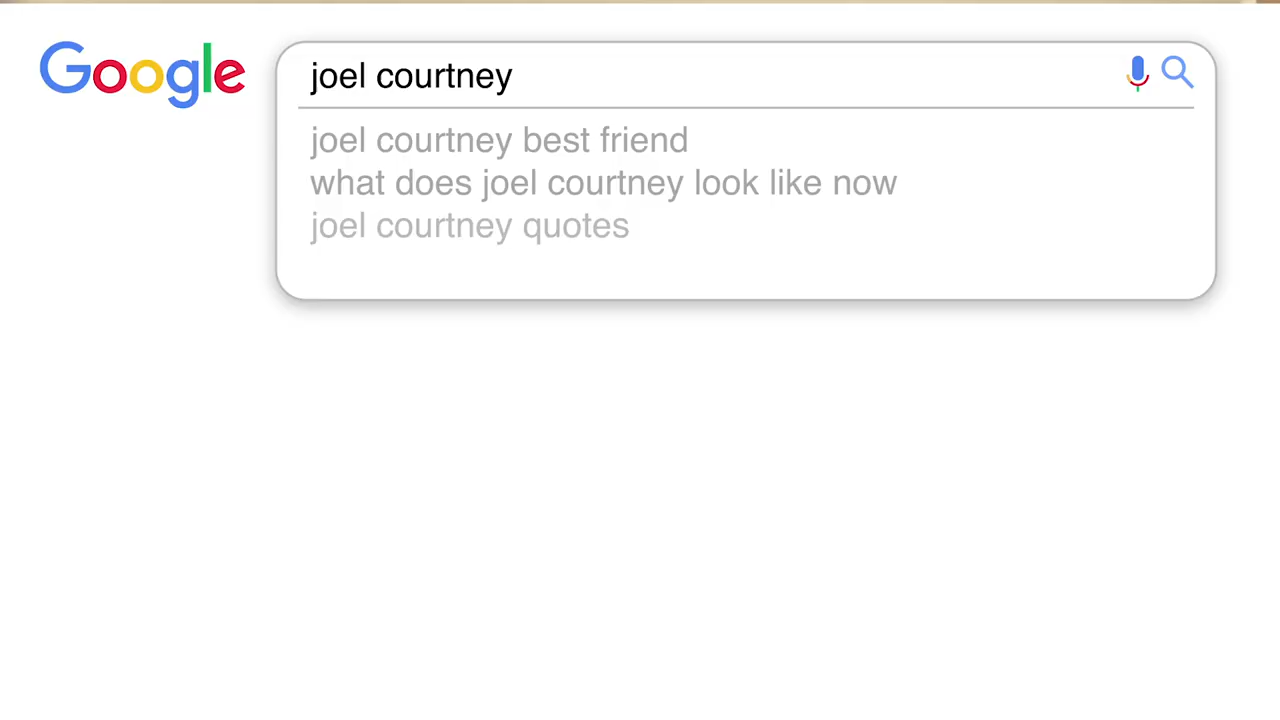 Google
joel courtney
joel courtney best friend
what does joel courtney look like now
joel courtney quotes